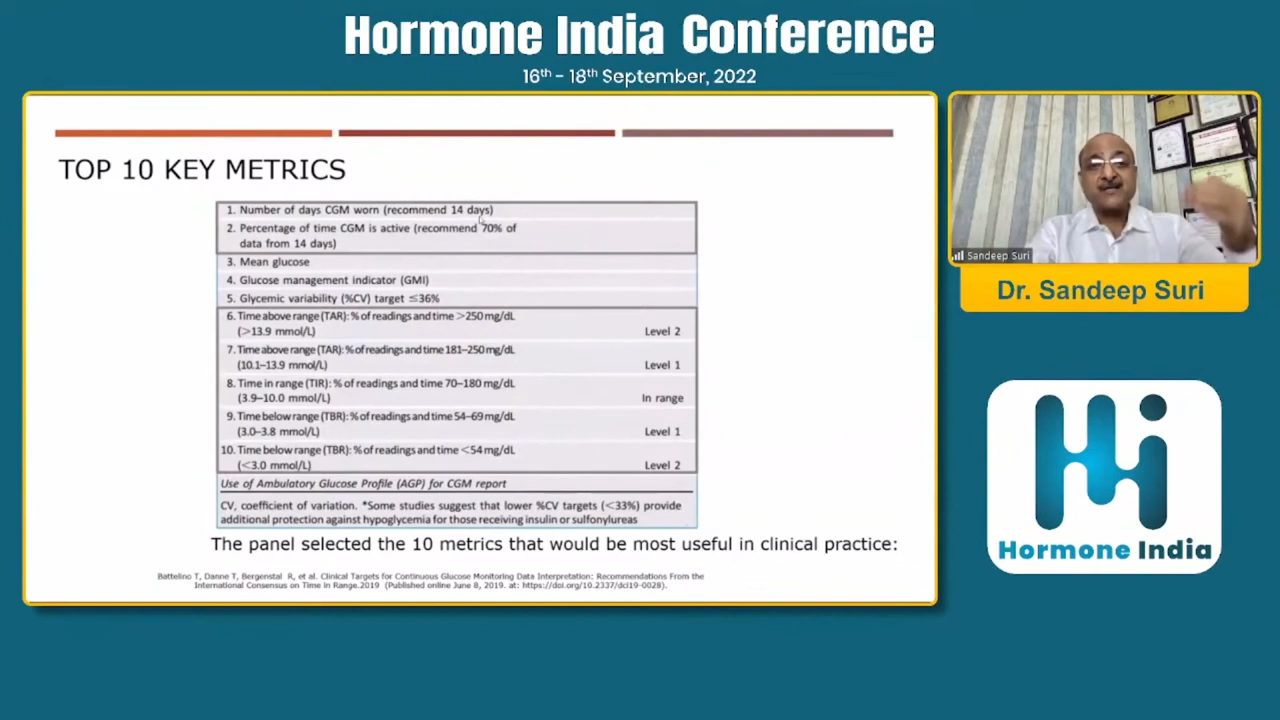 Hormone India Conference
16th - 18th September, 2022
TOP 10 KEY METRICS
1. Number of days CGM worn (recommend 14 days)
2. Percentage of time CGM is active (recommend 70% of
data from 14 days)
3. Mean glucose
4. Glucose management indicator (GMI)
5. Glycemic variability (%CV) target ≤36%
6. Time above range (TAR): % of readings and time >250 mg/dL
(>13.9 mmol/L) Level 2
7. Time above range (TAR): % of readings and time 181–250 mg/dL
(10.1–13.9 mmol/L) Level 1
8. Time in range (TIR): % of readings and time 70–180 mg/dL
(3.9–10.0 mmol/L) In range
9. Time below range (TBR): % of readings and time 54–69 mg/dL
(3.0–3.8 mmol/L) Level 1
10. Time below range (TBR): % of readings and time <54 mg/dL
(<3.0 mmol/L) Level 2
Use of Ambulatory Glucose Profile (AGP) for CGM report
CV, coefficient of variation. *Some studies suggest that lower %CV targets (<33%) provide
additional protection against hypoglycemia for those receiving insulin or sulfonylureas
The panel selected the 10 metrics that would be most useful in clinical practice:
Battelino T, Danne T, Bergenstal R, et al. Clinical Targets for Continuous Glucose Monitoring Data Interpretation: Recommendations From the
International Consensus on Time in Range.2019 (Published online June 8, 2019. at: https://doi.org/10.2337/dci19-0028).
Sandeep Suri
Dr. Sandeep Suri
Hi
Hormone India